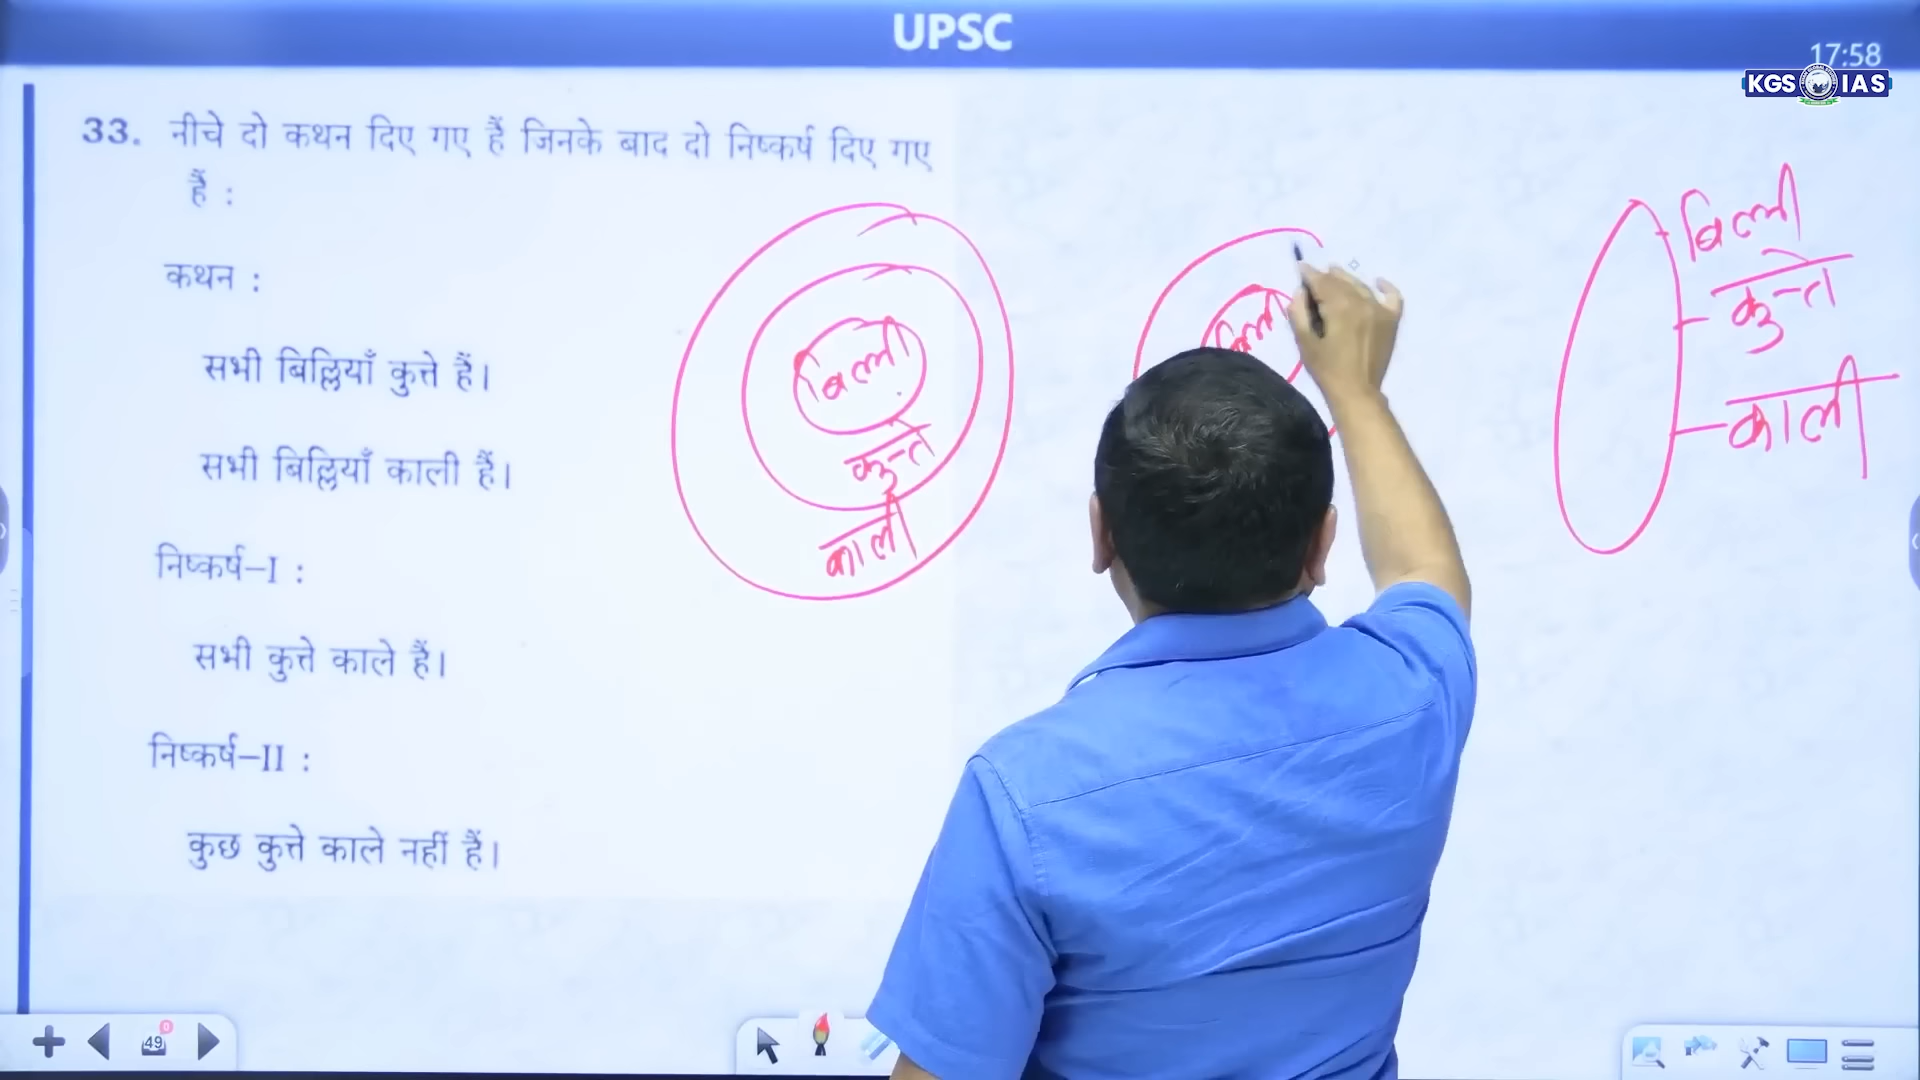 UPSC
17:58
KGS IAS
33. नीचे दो कथन दिए गए हैं जिनके बाद दो निष्कर्ष दिए गए
हैं :
कथन :
सभी बिल्लियाँ कुत्ते हैं।
सभी बिल्लियाँ काली हैं।
निष्कर्ष-I :
सभी कुत्ते काले हैं।
निष्कर्ष-II :
कुछ कुत्ते काले नहीं हैं।
बिल्ली
कुत्ते
काली
बिल्ली
बिल्ली
कुत्ते
काली
49
0